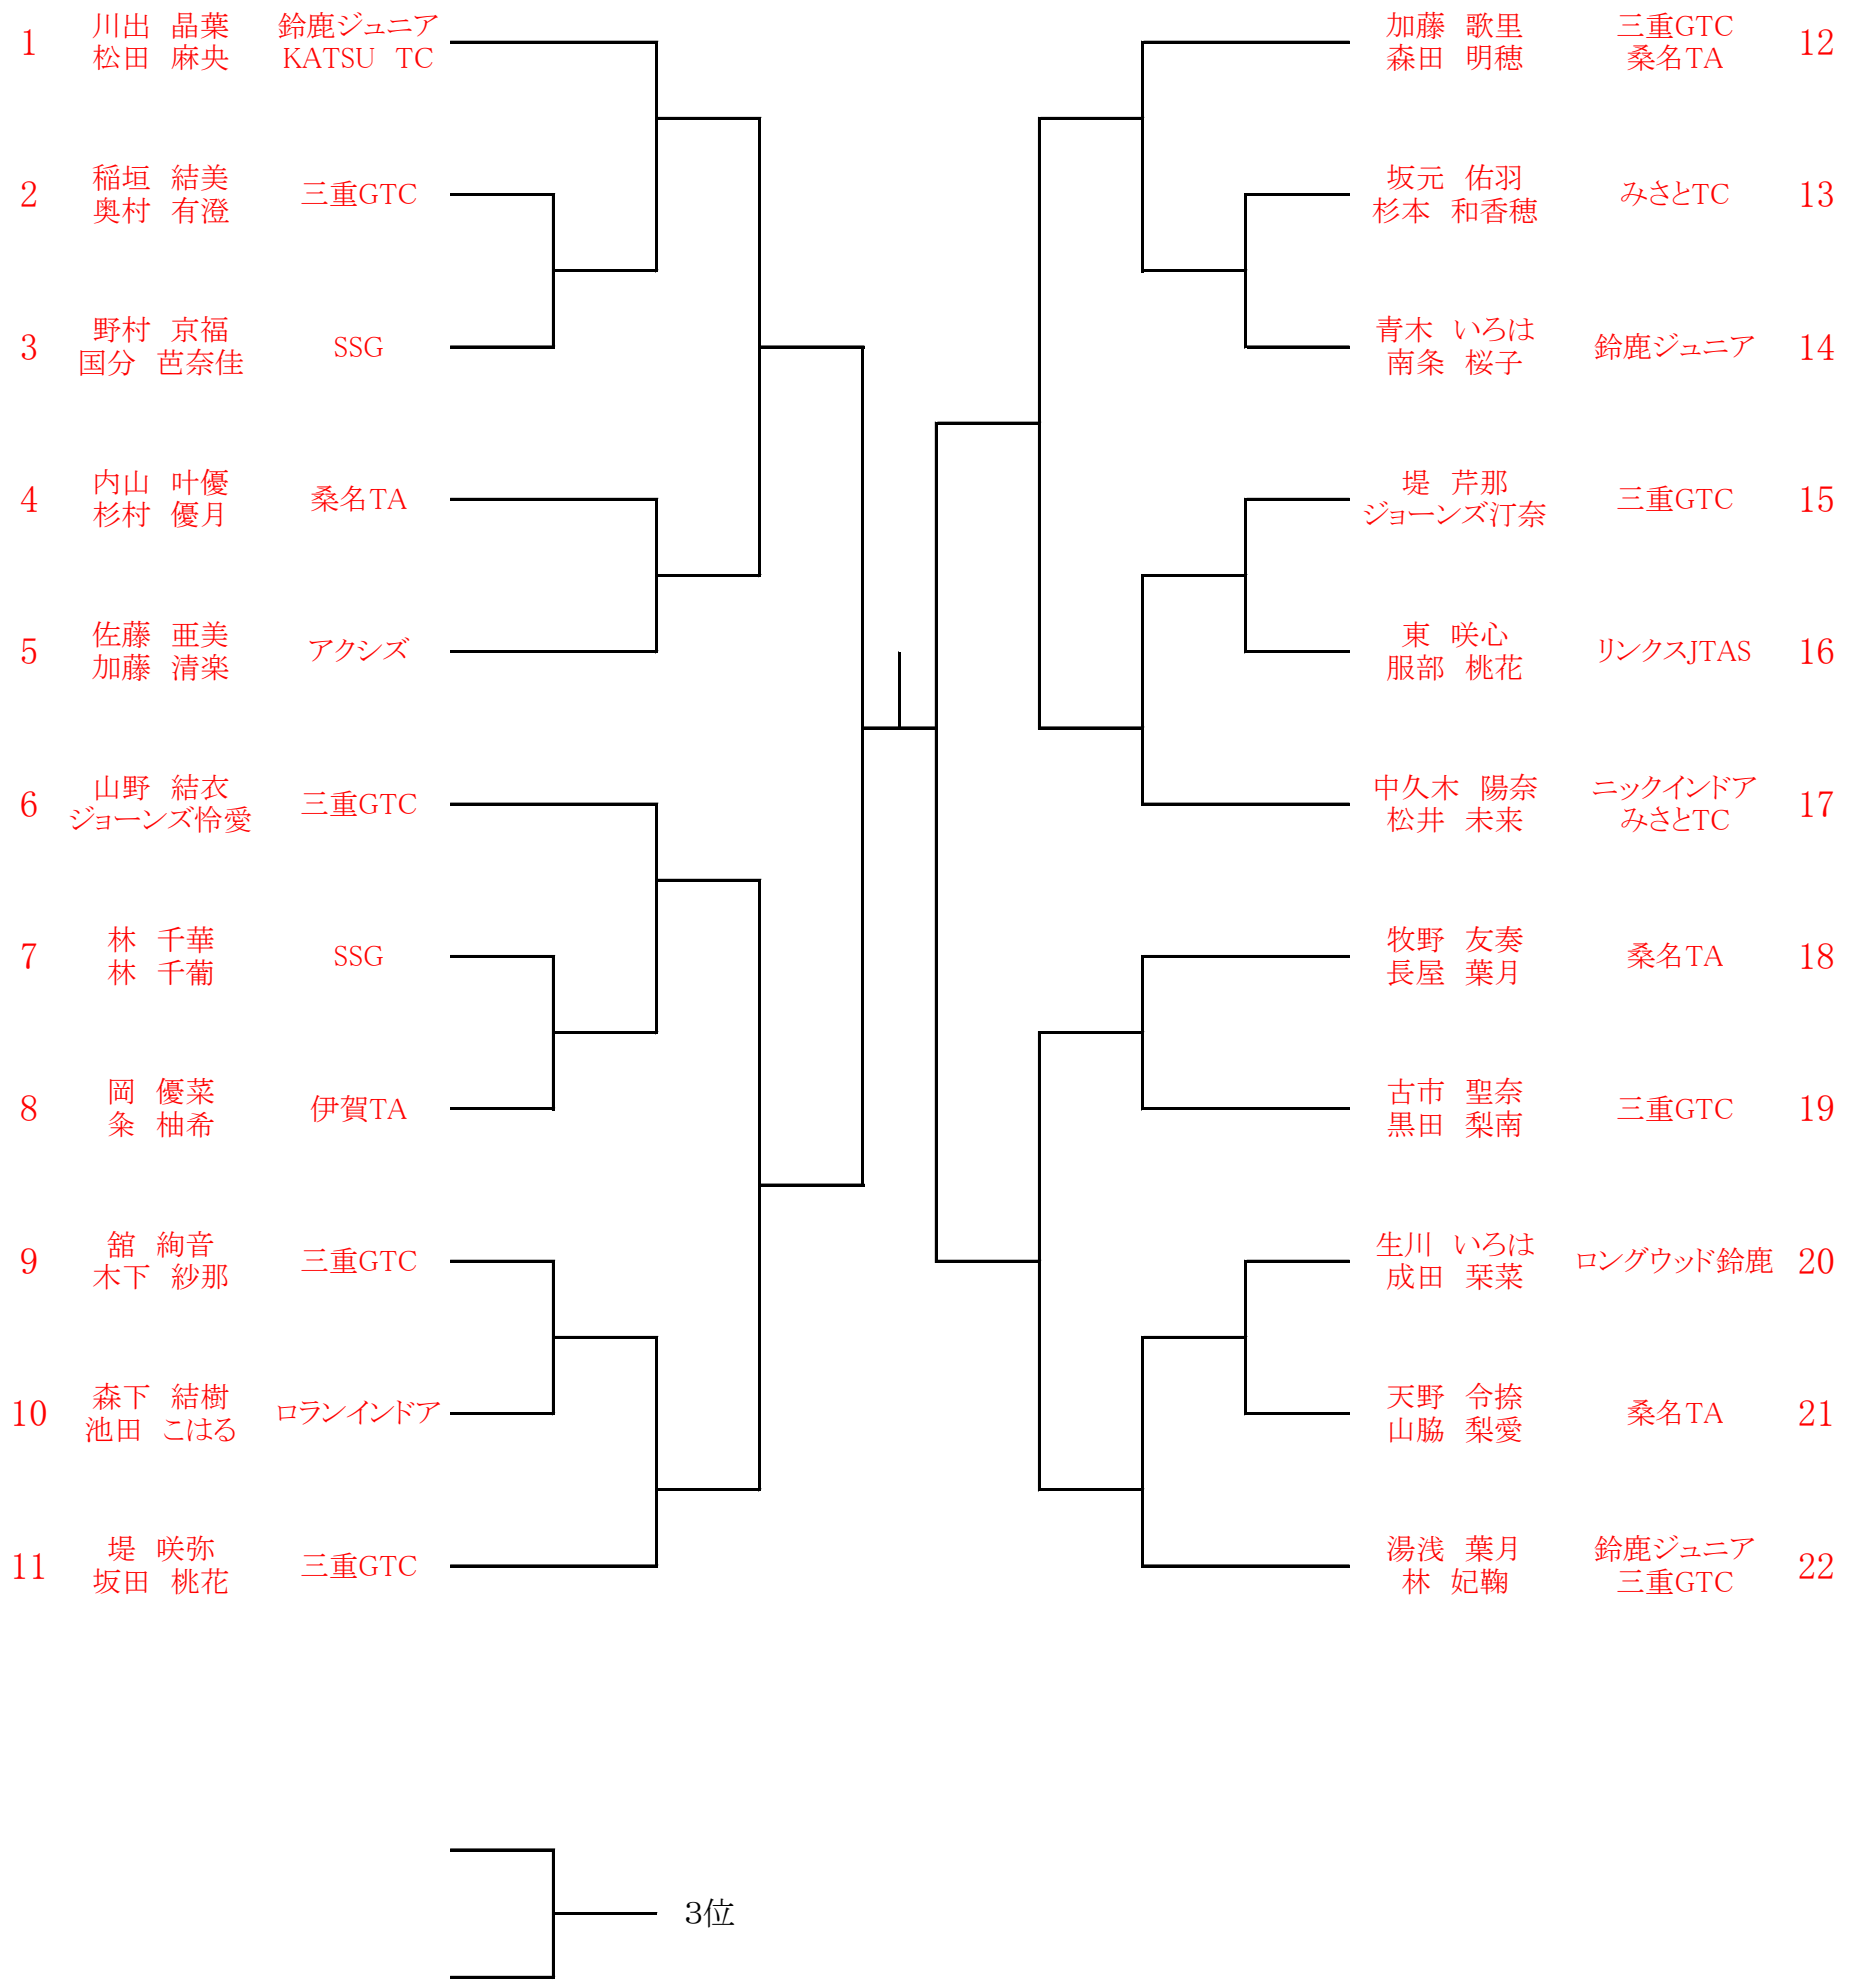 1 川出　晶葉 鈴鹿ジュニア
松田　麻央 KATSU　TC
2 稲垣　結美 三重GTC
奥村　有澄
3 野村　京福 SSG
国分　芭奈佳
4 内山　叶優 桑名TA
杉村　優月
5 佐藤　亜美 アクシズ
加藤　清楽
6 山野　結衣 三重GTC
ジョーンズ怜愛
7 林　千華 SSG
林　千葡
8 岡　優菜 伊賀TA
粂　柚希
9 舘　絢音 三重GTC
木下　紗那
10 森下　結樹 ロランインドア
池田　こはる
11 堤　咲弥 三重GTC
坂田　桃花
加藤　歌里 三重GTC 12
森田　明穂 桑名TA
坂元　佑羽 みさとTC 13
杉本　和香穂
青木　いろは 鈴鹿ジュニア 14
南条　桜子
堤　芹那 三重GTC 15
ジョーンズ汀奈
東　咲心 リンクスJTAS 16
服部　桃花
中久木　陽奈 ニックインドア 17
松井　未来 みさとTC
牧野　友奏 桑名TA 18
長屋　葉月
古市　聖奈 三重GTC 19
黒田　梨南
生川　いろは ロングウッド鈴鹿 20
成田　栞菜
天野　令捺 桑名TA 21
山脇　梨愛
湯浅　葉月 鈴鹿ジュニア 22
林　妃鞠 三重GTC
3位